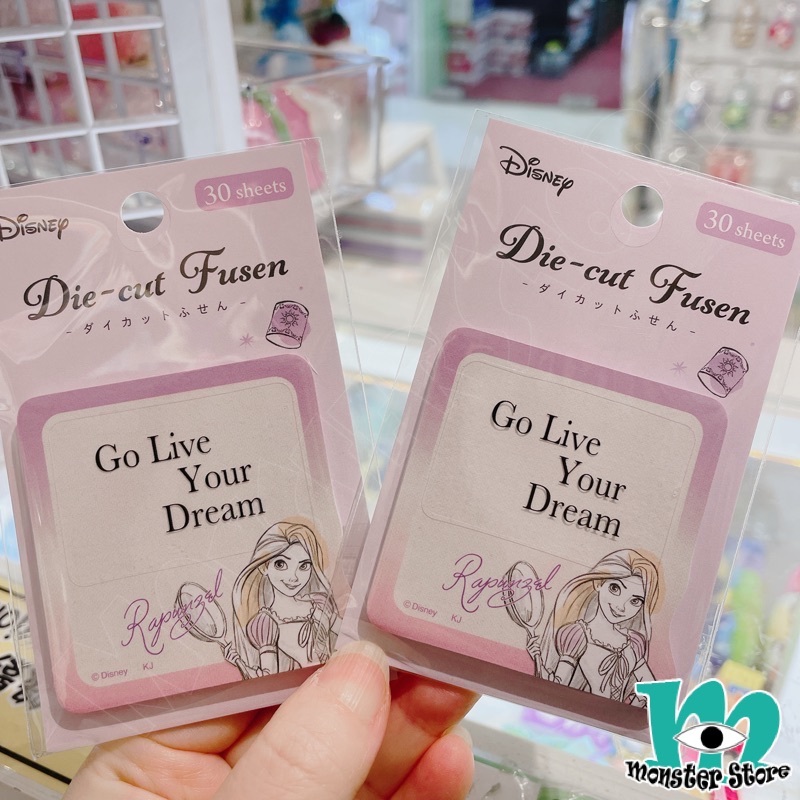 Disney
30 sheets
Die-cut Fusen
- ダイカットふせん -
Go Live
Your
Dream
Rapunzel
© Disney KJ
Disney
30 sheets
Die-cut Fusen
- ダイカットふせん -
Go Live
Your
Dream
Rapunzel
© Disney KJ
m
monster Store